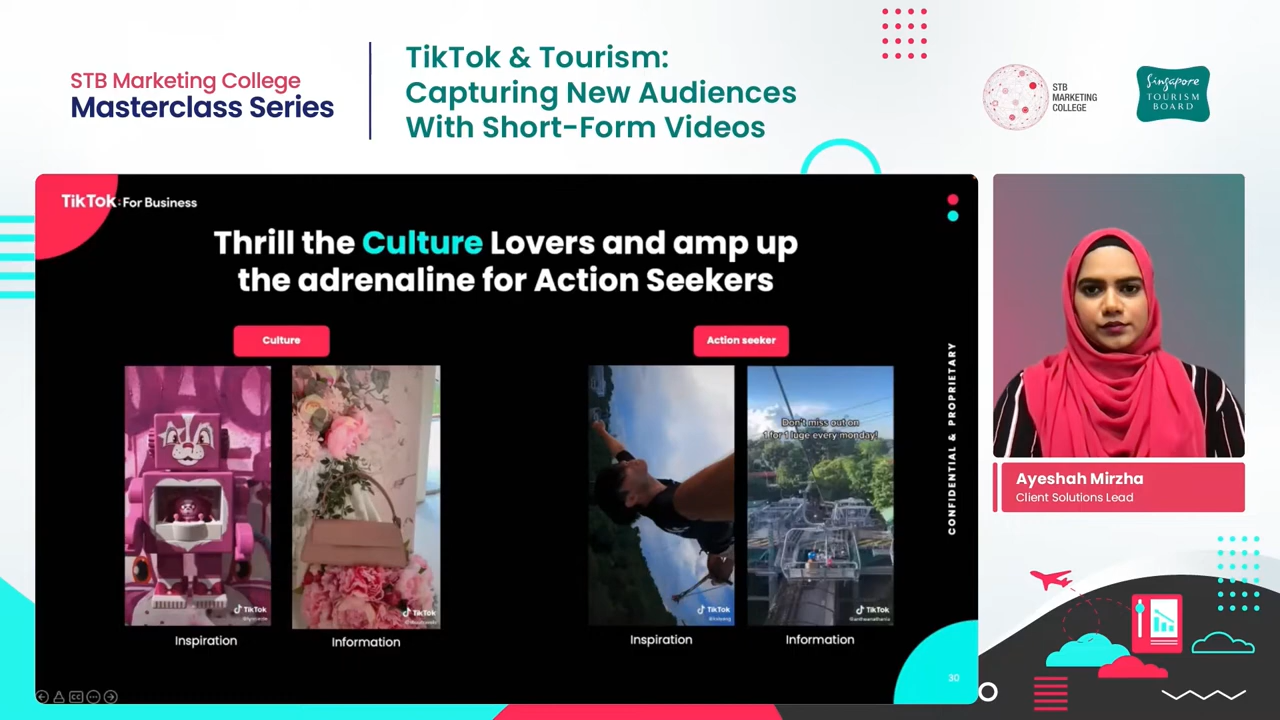 STB Marketing College
Masterclass Series
TikTok & Tourism:
Capturing New Audiences
With Short-Form Videos
STB
MARKETING
COLLEGE
Singapore
TOURISM
BOARD
TikTok: For Business
Thrill the Culture Lovers and amp up
the adrenaline for Action Seekers
Culture
Action seeker
Don't miss out on
1 for 1 luge every monday!
TikTok
TikTok
TikTok
TikTok
Inspiration
Information
Inspiration
Information
CONFIDENTIAL & PROPRIETARY
30
Ayeshah Mirzha
Client Solutions Lead